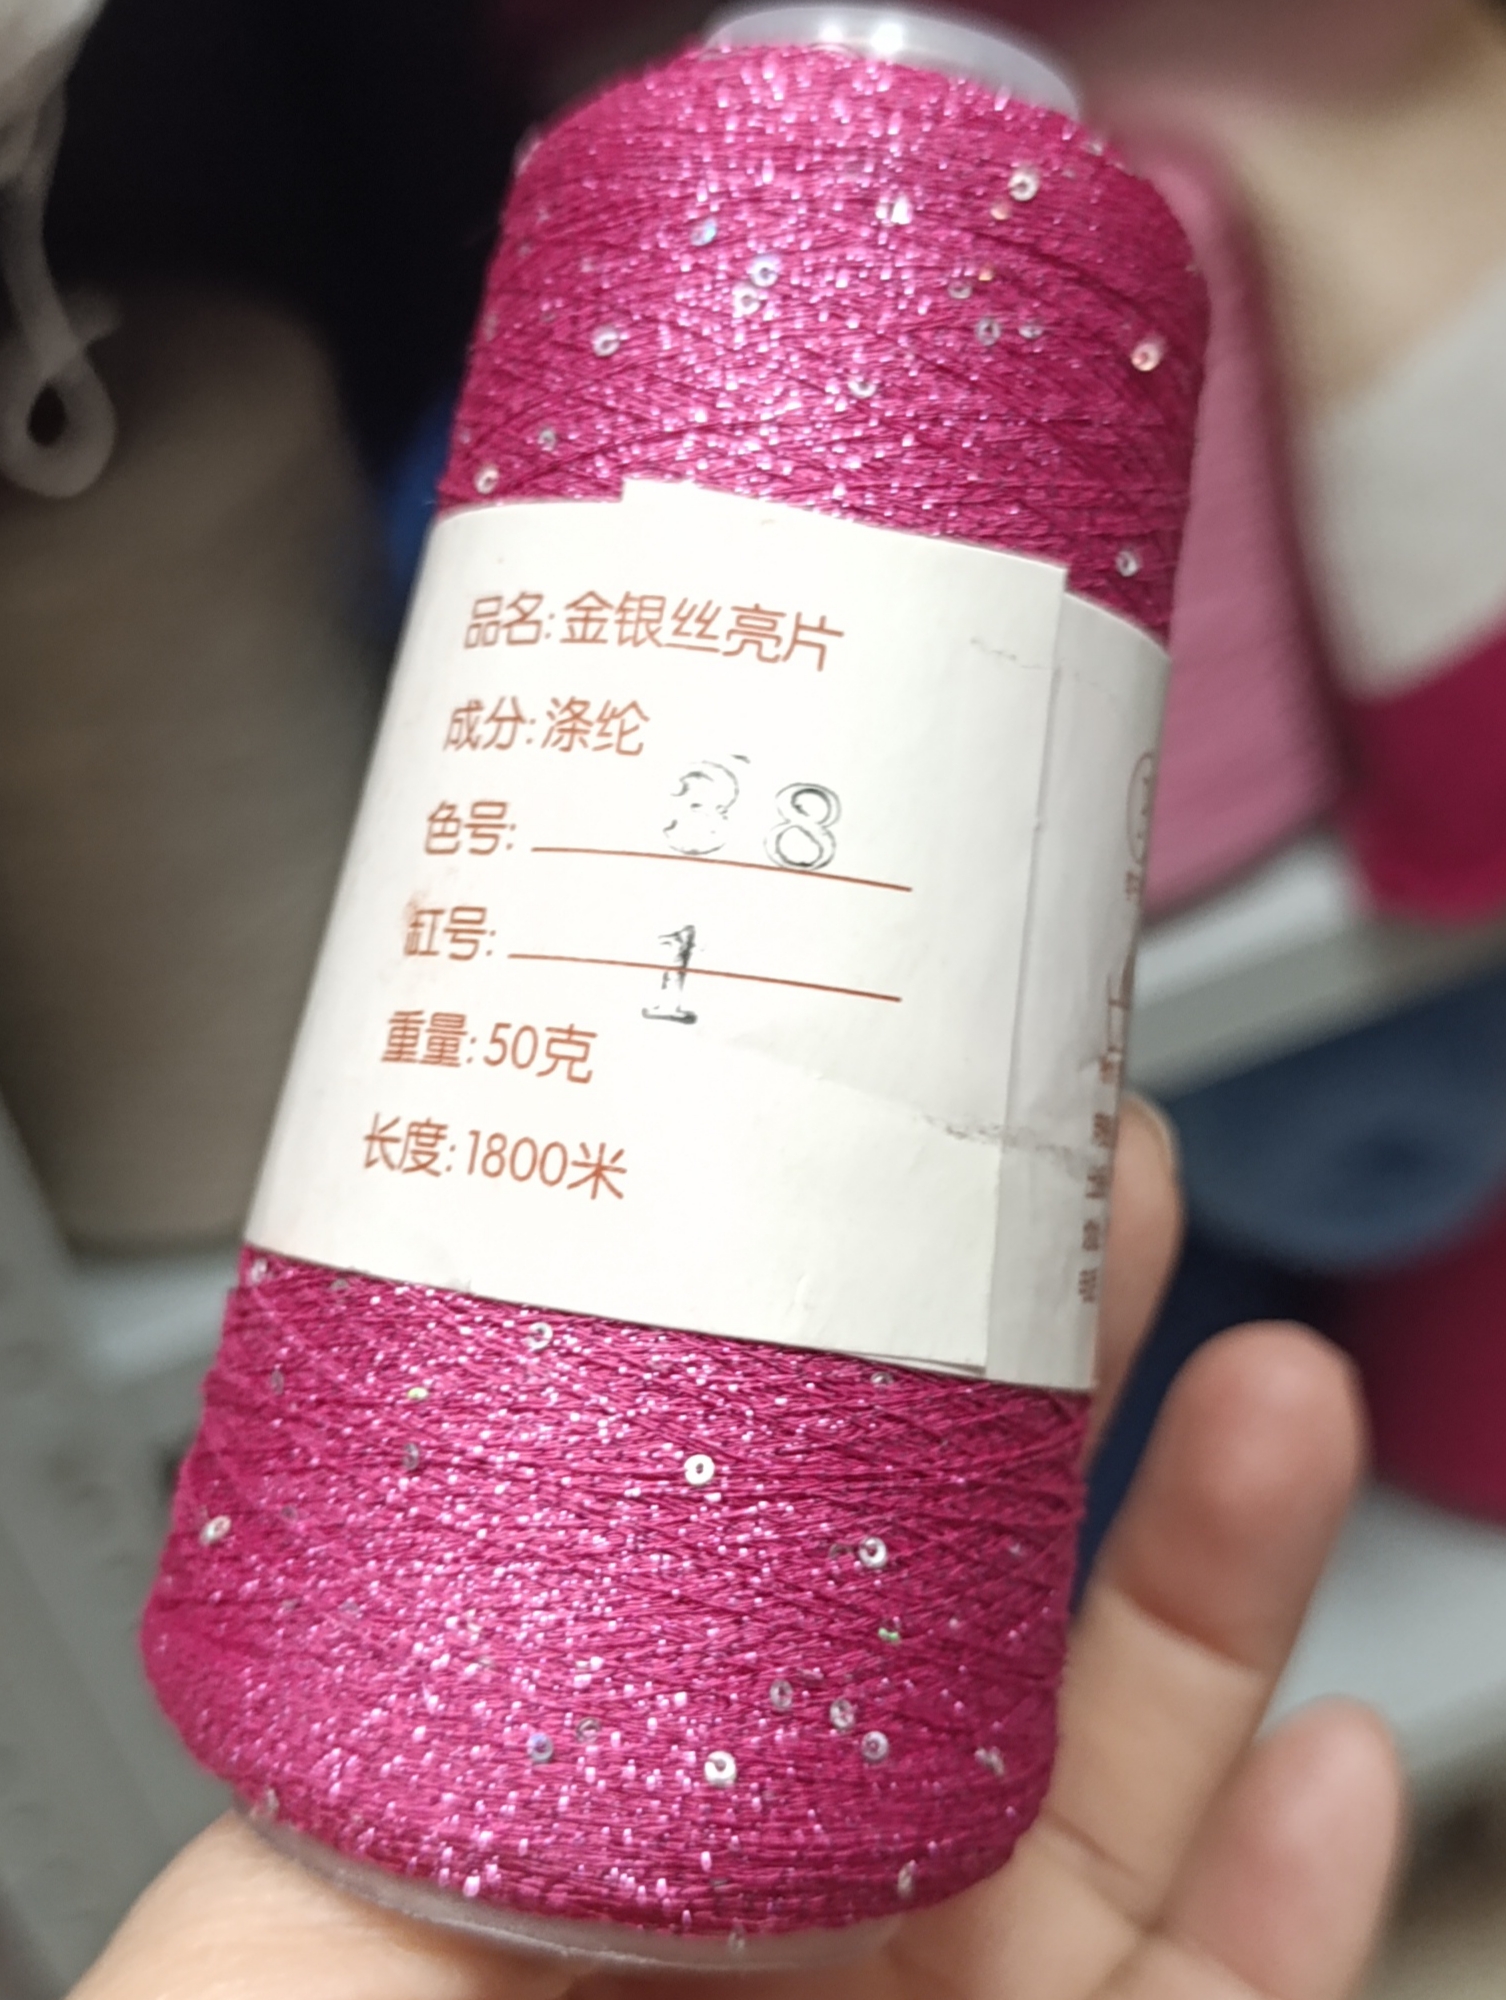 品名:金银丝亮片
成分:涤纶
色号: 88
缸号: 1
重量:50克
长度:1800米